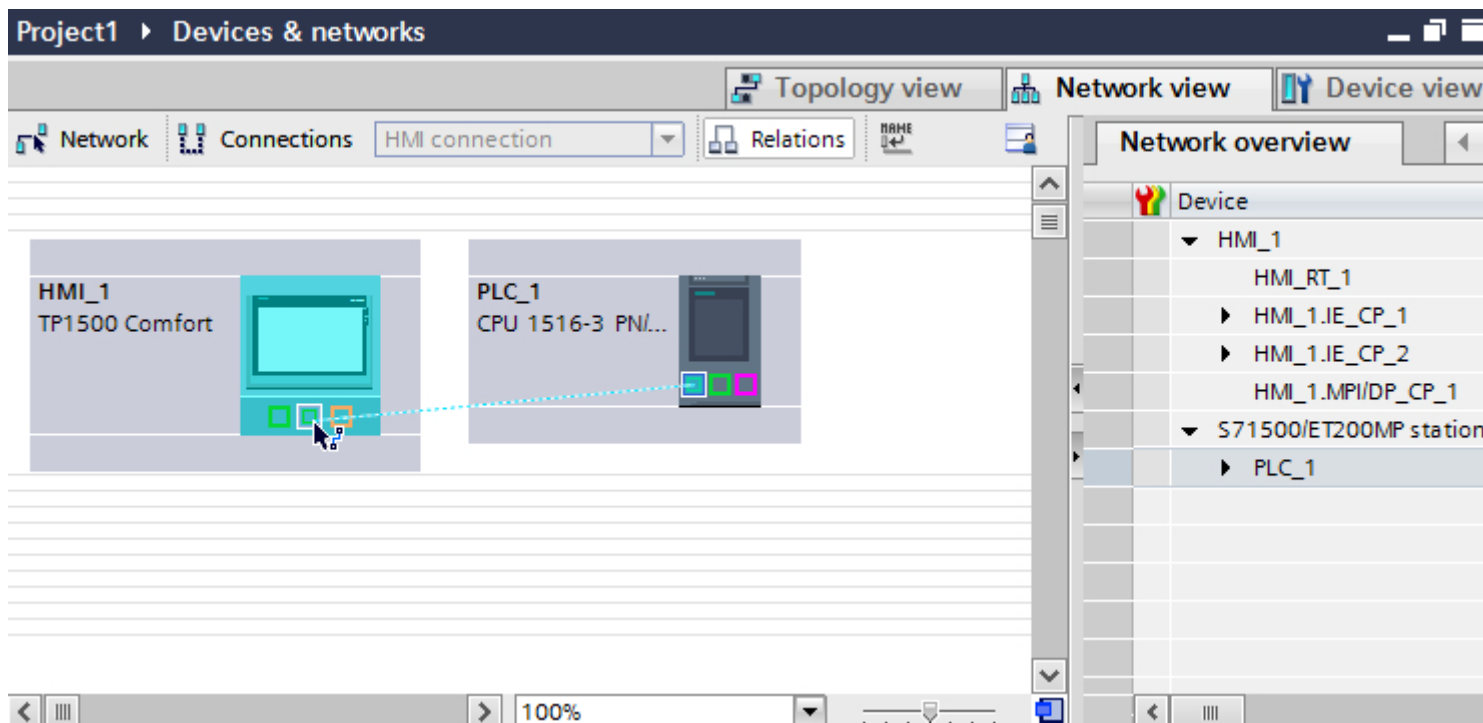 Project1 ▸ Devices & networks
Topology view Network view Device view
Network Connections HMI connection Relations NAME
Network overview
Device
HMI_1
TP1500 Comfort
PLC_1
CPU 1516-3 PN/...
HMI_1
HMI_RT_1
HMI_1.IE_CP_1
HMI_1.IE_CP_2
HMI_1.MPI/DP_CP_1
S71500/ET200MP station
PLC_1
100%